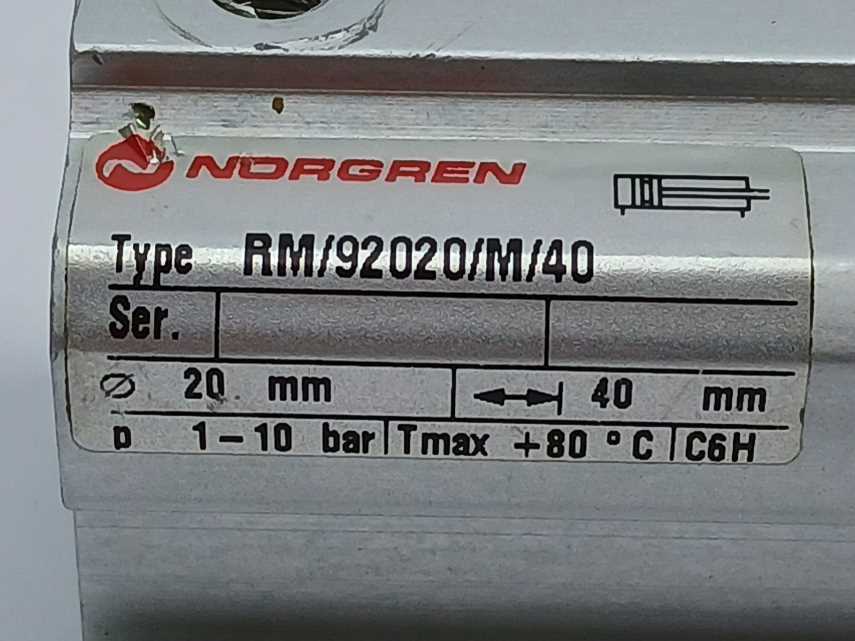 NORGREN
Type RM/92020/M/40
Ser.
⌀ 20 mm 40 mm
p 1-10 bar Tmax +80 °C C6H